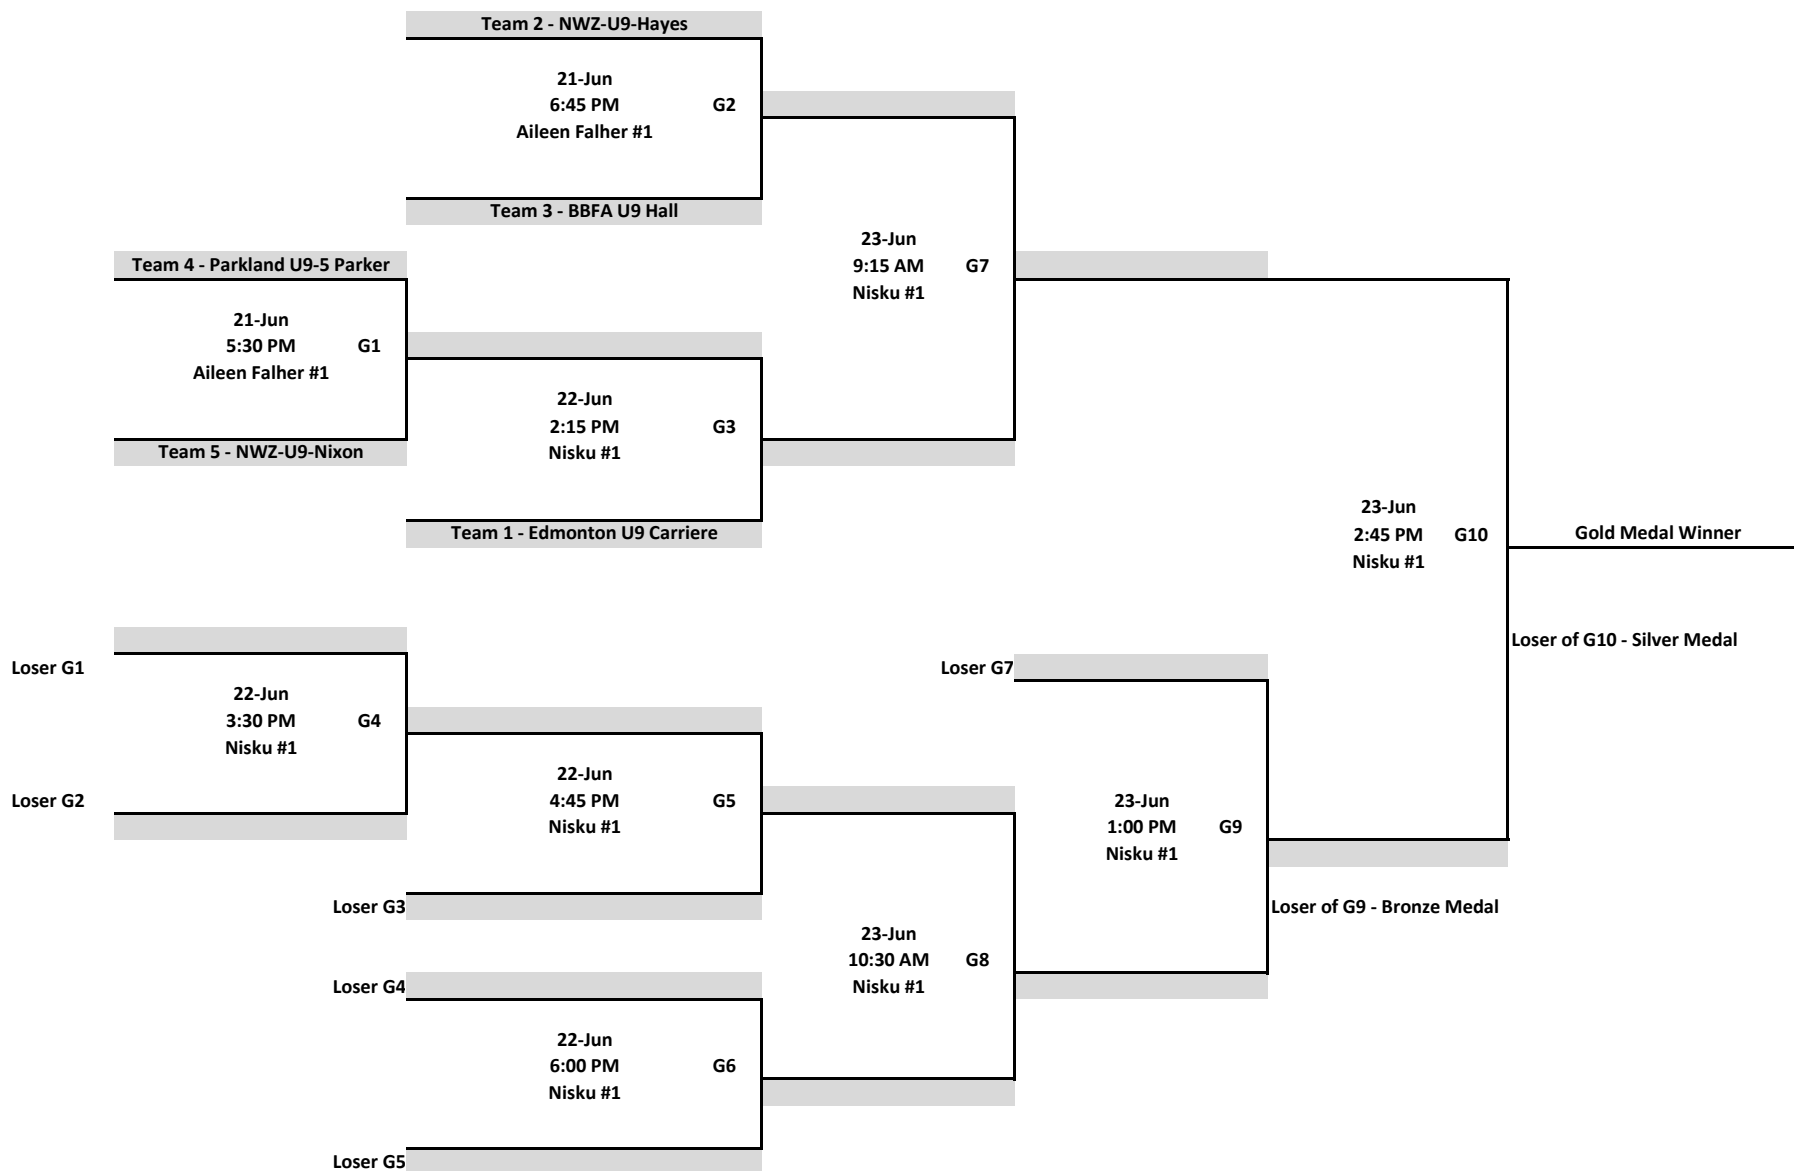 Team 2 - NWZ-U9-Hayes
21-Jun
6:45 PM
G2
Aileen Falher #1
Team 3 - BBFA U9 Hall
23-Jun
9:15 AM
G7
Nisku #1
Team 4 - Parkland U9-5 Parker
21-Jun
5:30 PM
G1
Aileen Falher #1
Team 5 - NWZ-U9-Nixon
22-Jun
2:15 PM
G3
Nisku #1
Team 1 - Edmonton U9 Carriere
23-Jun
2:45 PM
G10
Nisku #1
Gold Medal Winner
Loser of G10 - Silver Medal
Loser G1
22-Jun
3:30 PM
G4
Nisku #1
Loser G2
22-Jun
4:45 PM
G5
Nisku #1
Loser G3
Loser G7
23-Jun
1:00 PM
G9
Nisku #1
Loser of G9 - Bronze Medal
23-Jun
10:30 AM
G8
Nisku #1
Loser G4
22-Jun
6:00 PM
G6
Nisku #1
Loser G5